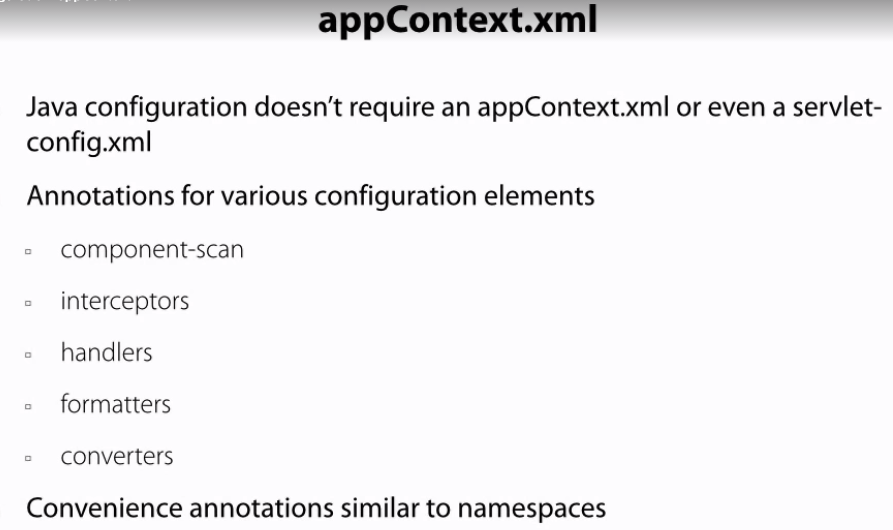 appContext.xml
Java configuration doesn't require an appContext.xml or even a servlet-
config.xml
Annotations for various configuration elements
component-scan
interceptors
handlers
formatters
converters
Convenience annotations similar to namespaces